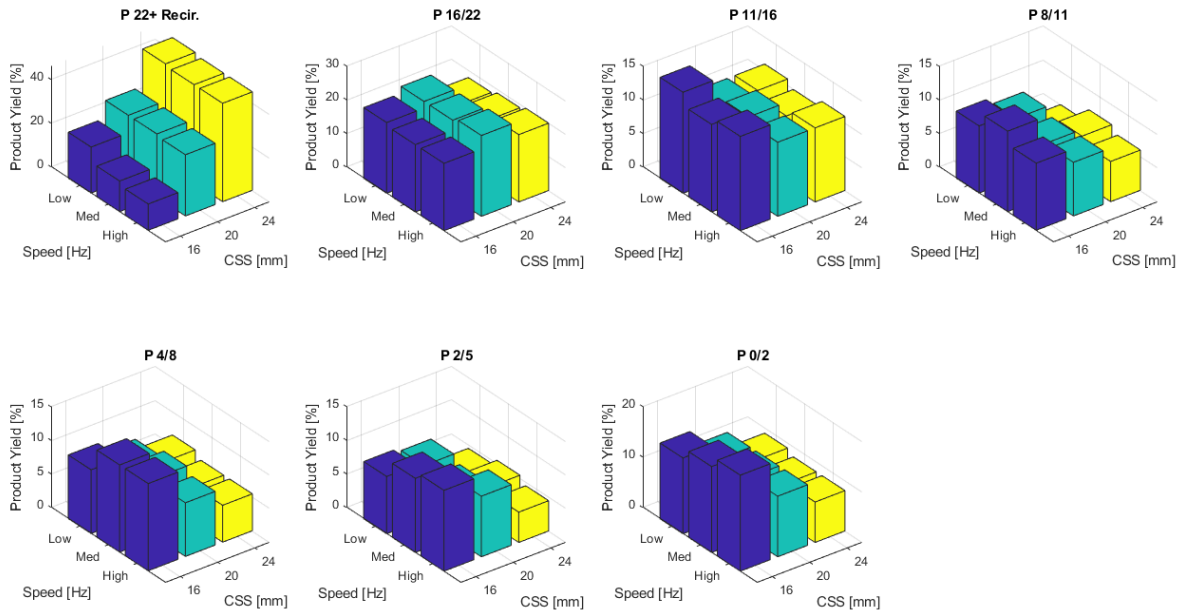 P 22+ Recir.
Product Yield [%]
40
20
0
Low
Med
High
Speed [Hz]
16
20
24
CSS [mm]
P 16/22
Product Yield [%]
30
20
10
0
Low
Med
High
Speed [Hz]
16
20
24
CSS [mm]
P 11/16
Product Yield [%]
15
10
5
0
Low
Med
High
Speed [Hz]
16
20
24
CSS [mm]
P 8/11
Product Yield [%]
15
10
5
0
Low
Med
High
Speed [Hz]
16
20
24
CSS [mm]
P 4/8
Product Yield [%]
15
10
5
0
Low
Med
High
Speed [Hz]
16
20
24
CSS [mm]
P 2/5
Product Yield [%]
15
10
5
0
Low
Med
High
Speed [Hz]
16
20
24
CSS [mm]
P 0/2
Product Yield [%]
20
10
0
Low
Med
High
Speed [Hz]
16
20
24
CSS [mm]